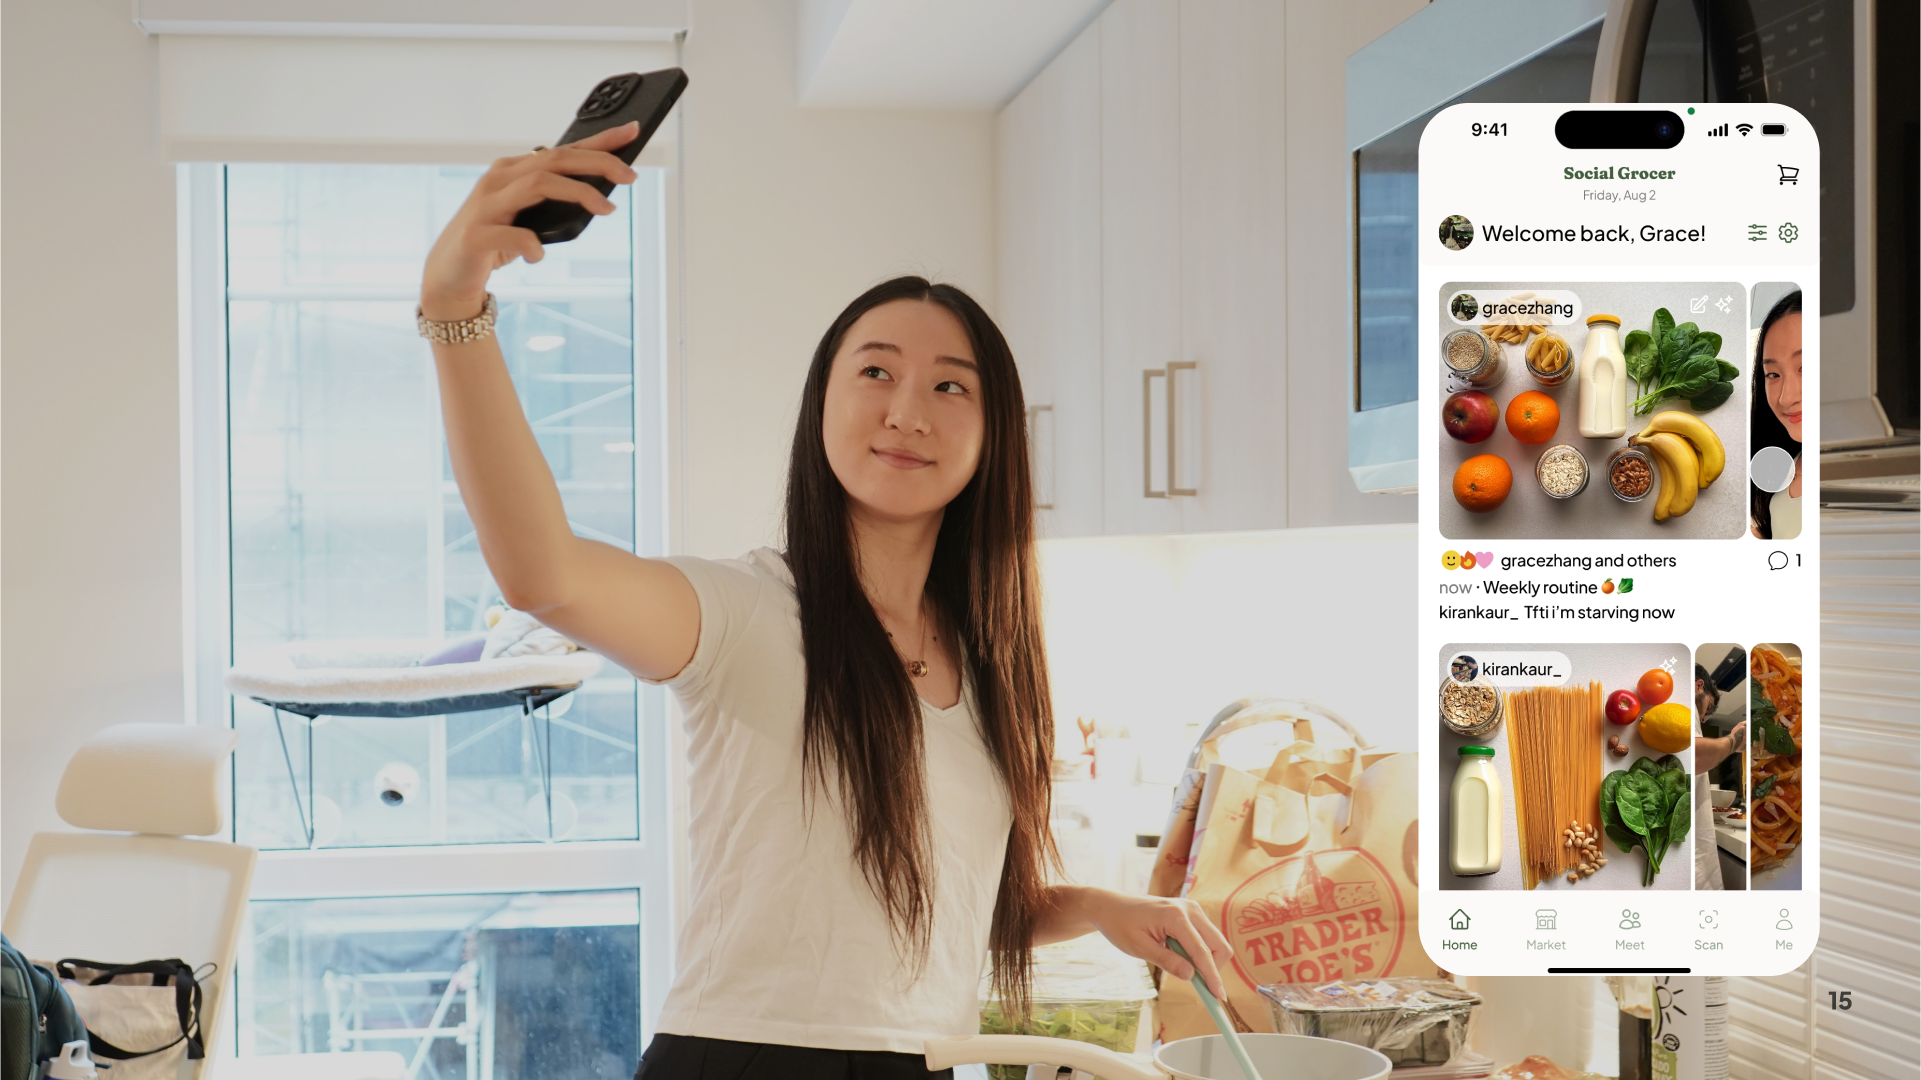 9:41
Social Grocer
Friday, Aug 2
Welcome back, Grace!
gracezhang
gracezhang and others
1
now · Weekly routine 🍊🥬
kirankaur_ Tfti i'm starving now
kirankaur_
Home
Market
Meet
Scan
Me
TRADER
JOE'S
15